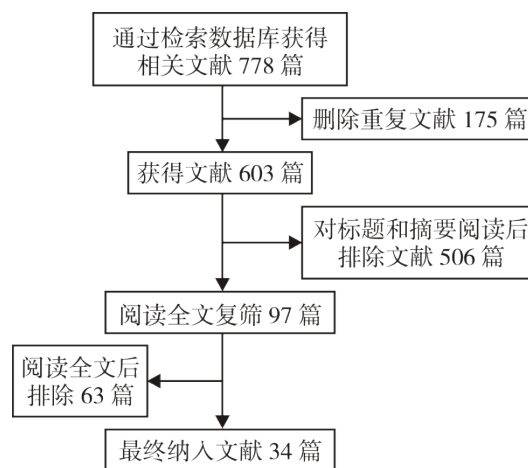 通过检索数据库获得
相关文献 778 篇
删除重复文献 175 篇
获得文献 603 篇
对标题和摘要阅读后
排除文献 506 篇
阅读全文复筛 97 篇
阅读全文后
排除 63 篇
最终纳入文献 34 篇